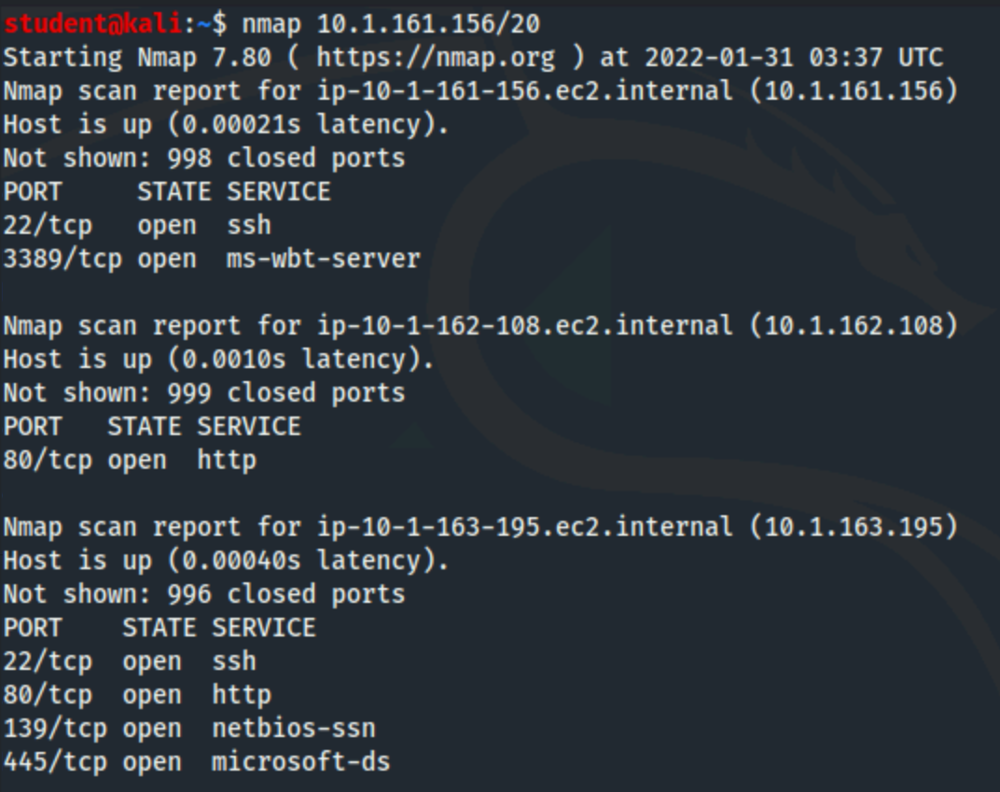 student@kali:~$ nmap 10.1.161.156/20
Starting Nmap 7.80 ( https://nmap.org ) at 2022-01-31 03:37 UTC
Nmap scan report for ip-10-1-161-156.ec2.internal (10.1.161.156)
Host is up (0.00021s latency).
Not shown: 998 closed ports
PORT     STATE SERVICE
22/tcp   open  ssh
3389/tcp open  ms-wbt-server

Nmap scan report for ip-10-1-162-108.ec2.internal (10.1.162.108)
Host is up (0.0010s latency).
Not shown: 999 closed ports
PORT   STATE SERVICE
80/tcp open  http

Nmap scan report for ip-10-1-163-195.ec2.internal (10.1.163.195)
Host is up (0.00040s latency).
Not shown: 996 closed ports
PORT    STATE SERVICE
22/tcp  open  ssh
80/tcp  open  http
139/tcp open  netbios-ssn
445/tcp open  microsoft-ds